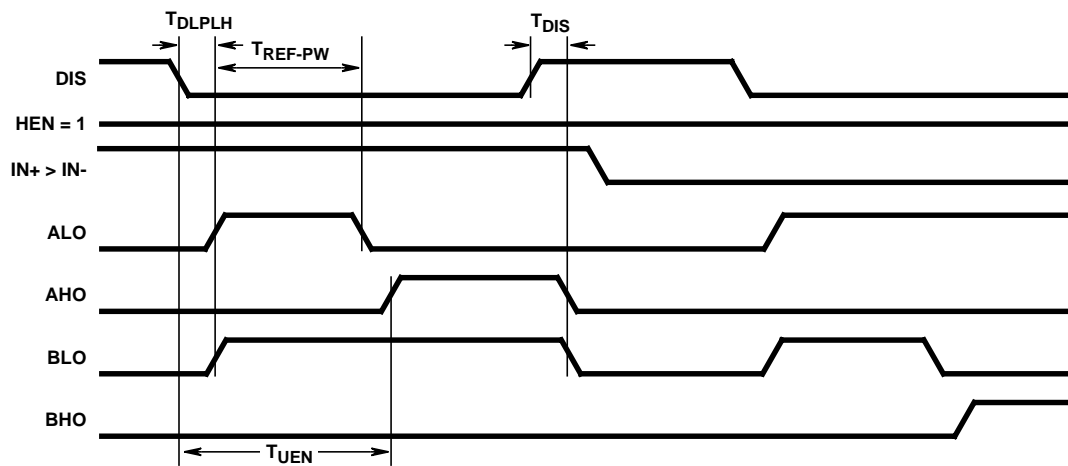 TDLPLH
TREF-PW
TDIS
DIS
HEN = 1
IN+ > IN-
ALO
AHO
BLO
BHO
TUEN